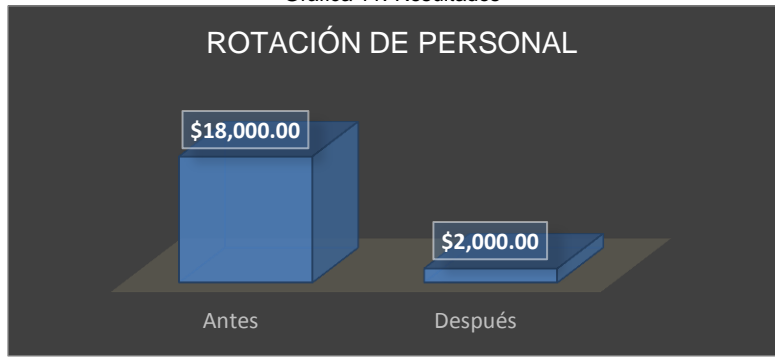 ROTACIÓN DE PERSONAL
$18,000.00
$2,000.00
Antes Después